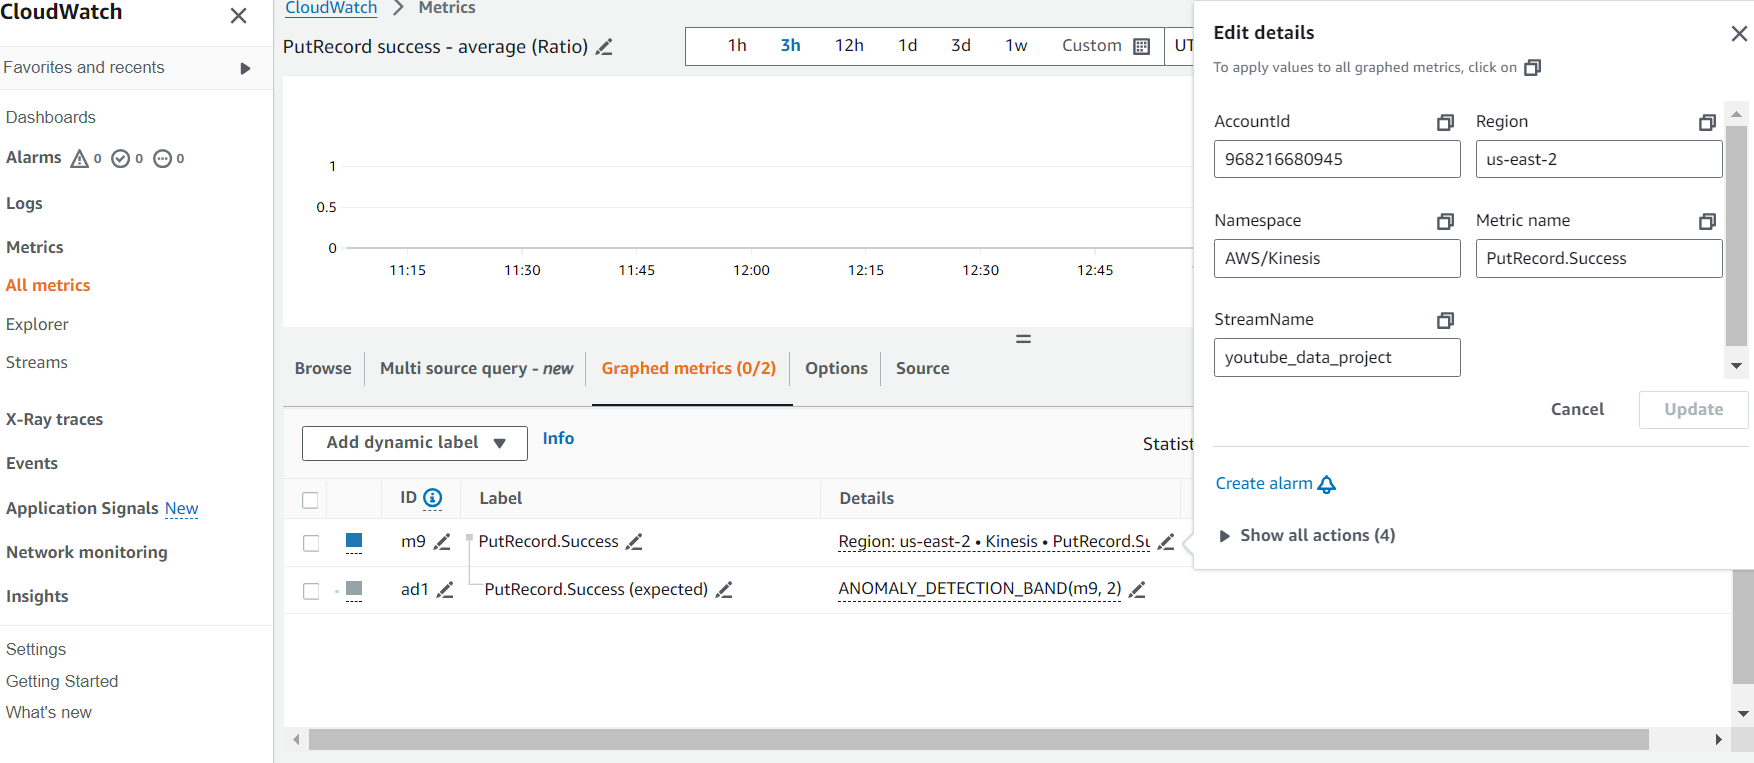 CloudWatch
Favorites and recents
Dashboards
Alarms 0 0 0
Logs
Metrics
All metrics
Explorer
Streams
X-Ray traces
Events
Application Signals New
Network monitoring
Insights
Settings
Getting Started
What's new
CloudWatch > Metrics
PutRecord success - average (Ratio)
1h 3h 12h 1d 3d 1w Custom UT
1
0.5
0
11:15 11:30 11:45 12:00 12:15 12:30 12:45
Browse Multi source query - new Graphed metrics (0/2) Options Source
Add dynamic label Info Statist
ID Label Details
m9 PutRecord.Success Region: us-east-2 • Kinesis • PutRecord.Su
ad1 PutRecord.Success (expected) ANOMALY_DETECTION_BAND(m9, 2)
Edit details
To apply values to all graphed metrics, click on
AccountId Region
968216680945 us-east-2
Namespace Metric name
AWS/Kinesis PutRecord.Success
StreamName
youtube_data_project
Cancel Update
Create alarm
Show all actions (4)